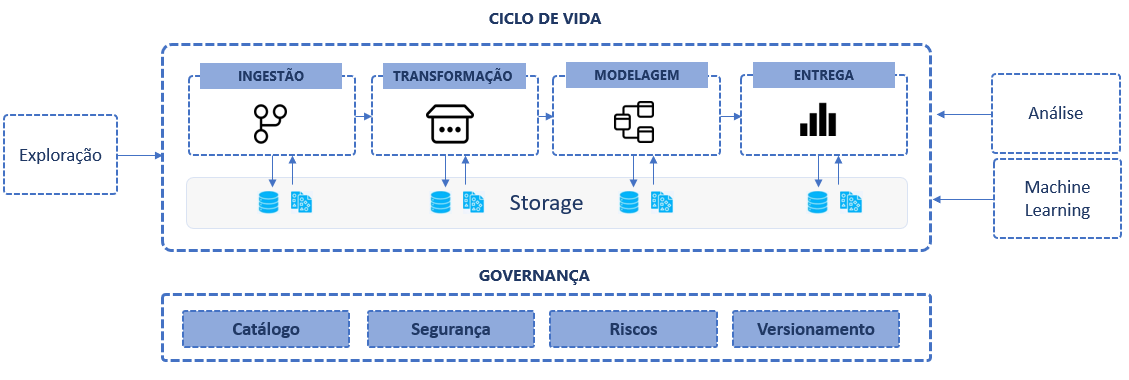 CICLO DE VIDA
INGESTÃO
TRANSFORMAÇÃO
MODELAGEM
ENTREGA
Exploração
Análise
Machine
Learning
Storage
GOVERNANÇA
Catálogo
Segurança
Riscos
Versionamento